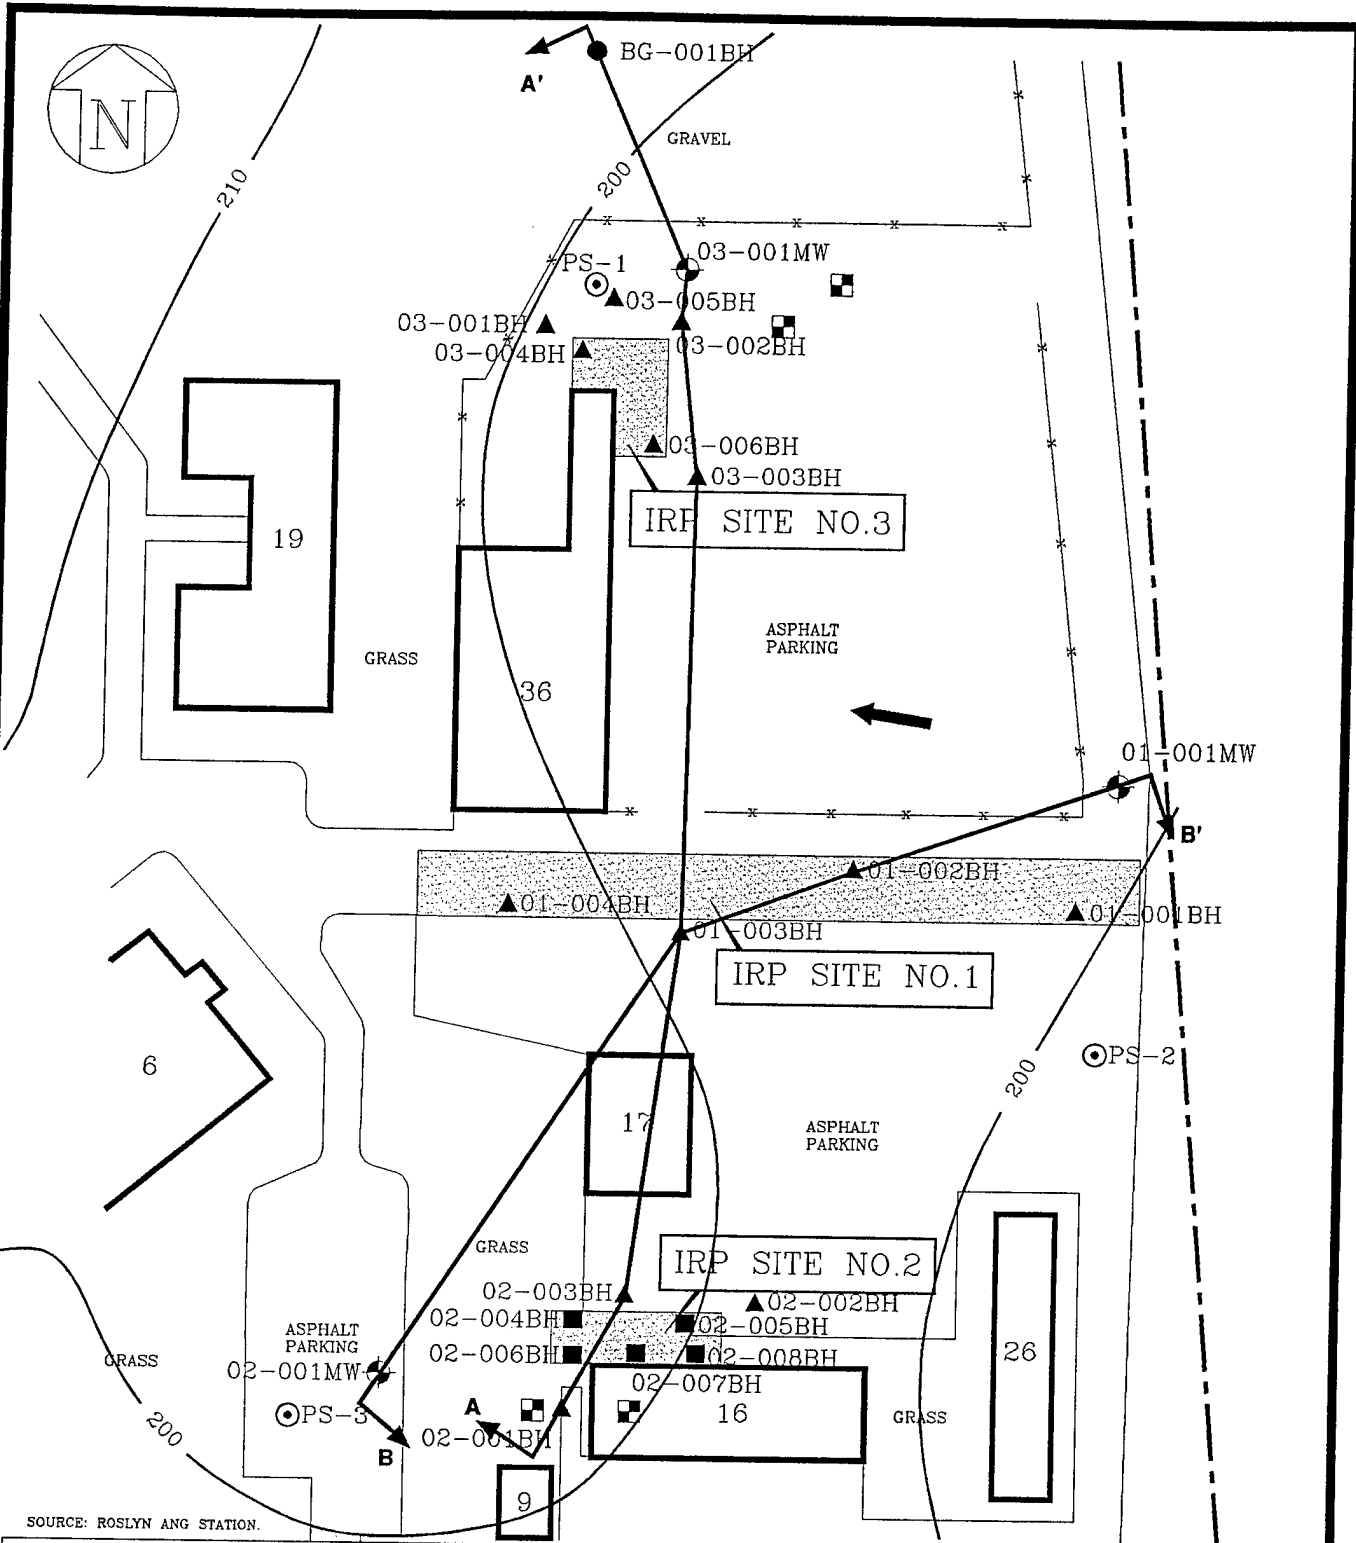 BG-001BH
A'
N
GRAVEL
210
200
03-001MW
PS-1
03-005BH
03-001BH
03-002BH
03-004BH
03-006BH
03-003BH
IRP SITE NO.3
19
ASPHALT
PARKING
GRASS
36
01-001MW
B'
01-002BH
01-004BH
01-001BH
01-003BH
IRP SITE NO.1
6
PS-2
200
17
ASPHALT
PARKING
GRASS
IRP SITE NO.2
02-003BH
02-002BH
02-004BH
02-005BH
ASPHALT
PARKING
GRASS
02-006BH
02-008BH
26
02-001MW
02-007BH
A
16
GRASS
PS-3
200
02-001BH
B
9
SOURCE: ROSLYN ANG STATION.